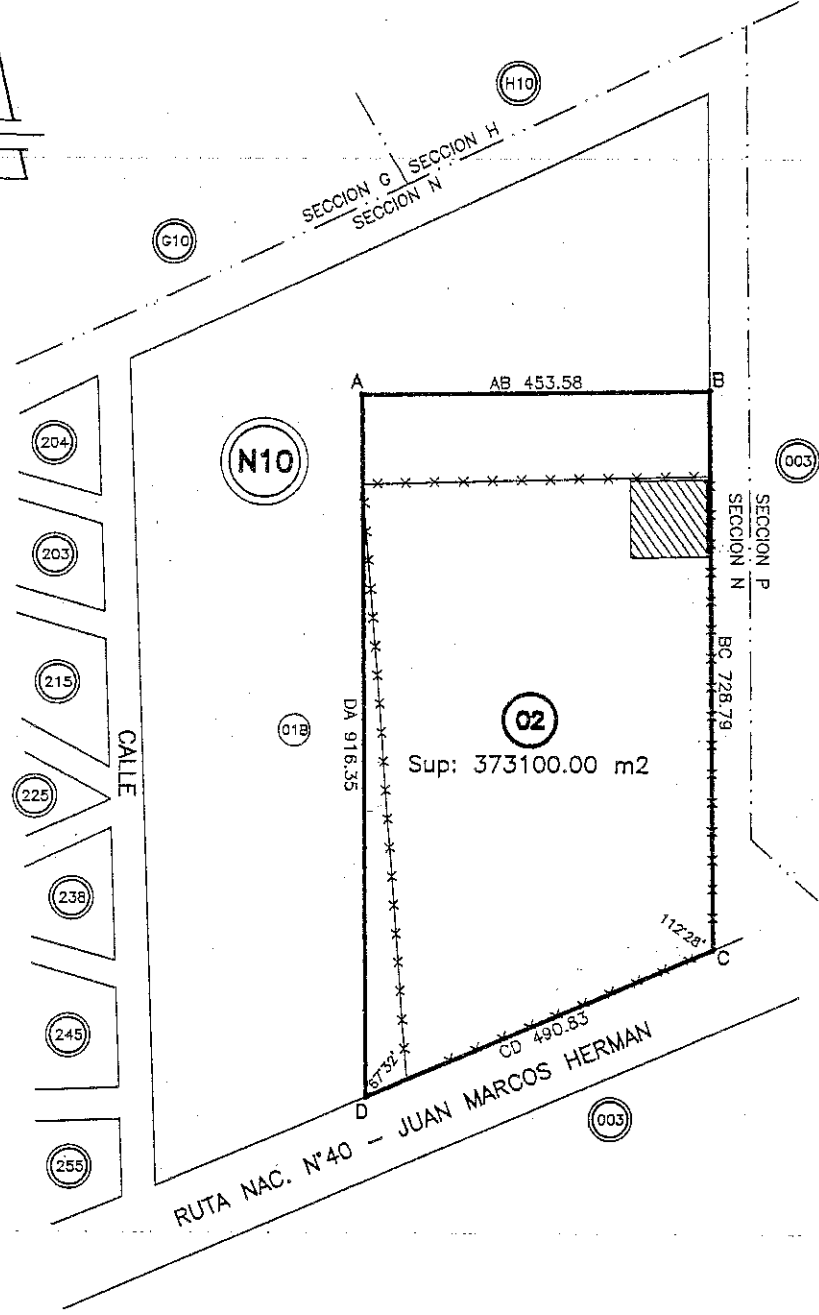 H10
SECCION G
SECCION H
SECCION N
G10
A
AB 453.58
B
204
N10
003
203
SECCION P
SECCION N
215
BC 728.79
CALLE
01B
DA 916.35
02
Sup: 373100.00 m2
225
238
112°28'
C
245
CD 490.83
67°32'
D
RUTA NAC. N°40 - JUAN MARCOS HERMAN
003
255